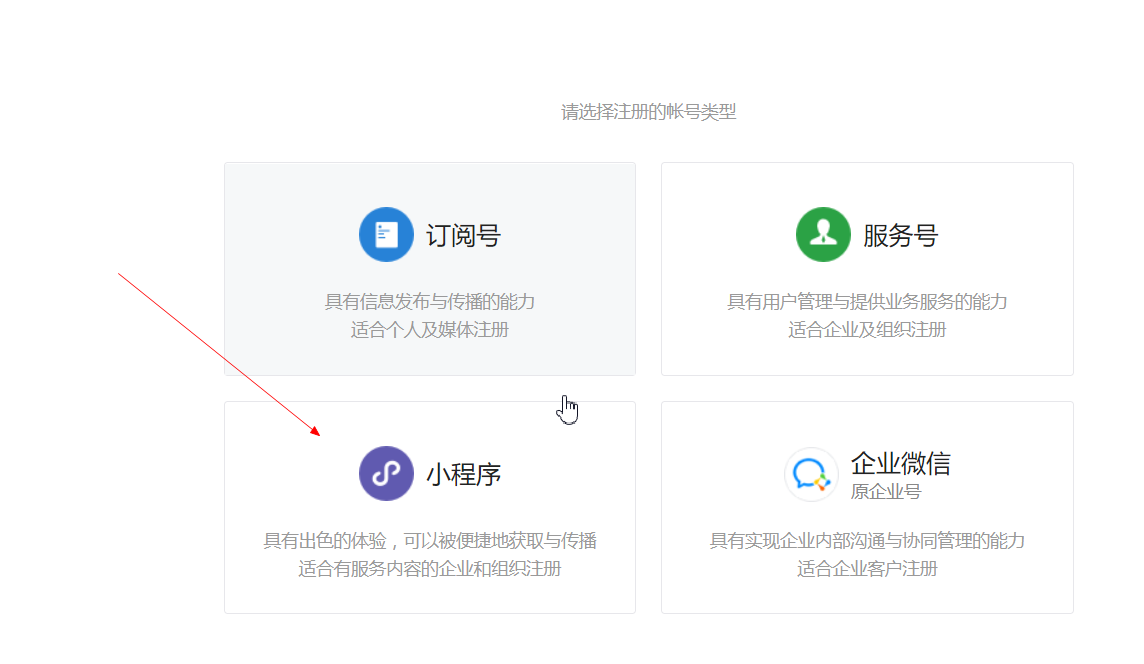 请选择注册的帐号类型
订阅号
具有信息发布与传播的能力
适合个人及媒体注册
服务号
具有用户管理与提供业务服务的能力
适合企业及组织注册
小程序
具有出色的体验，可以被便捷地获取与传播
适合有服务内容的企业和组织注册
企业微信
原企业号
具有实现企业内部沟通与协同管理的能力
适合企业客户注册